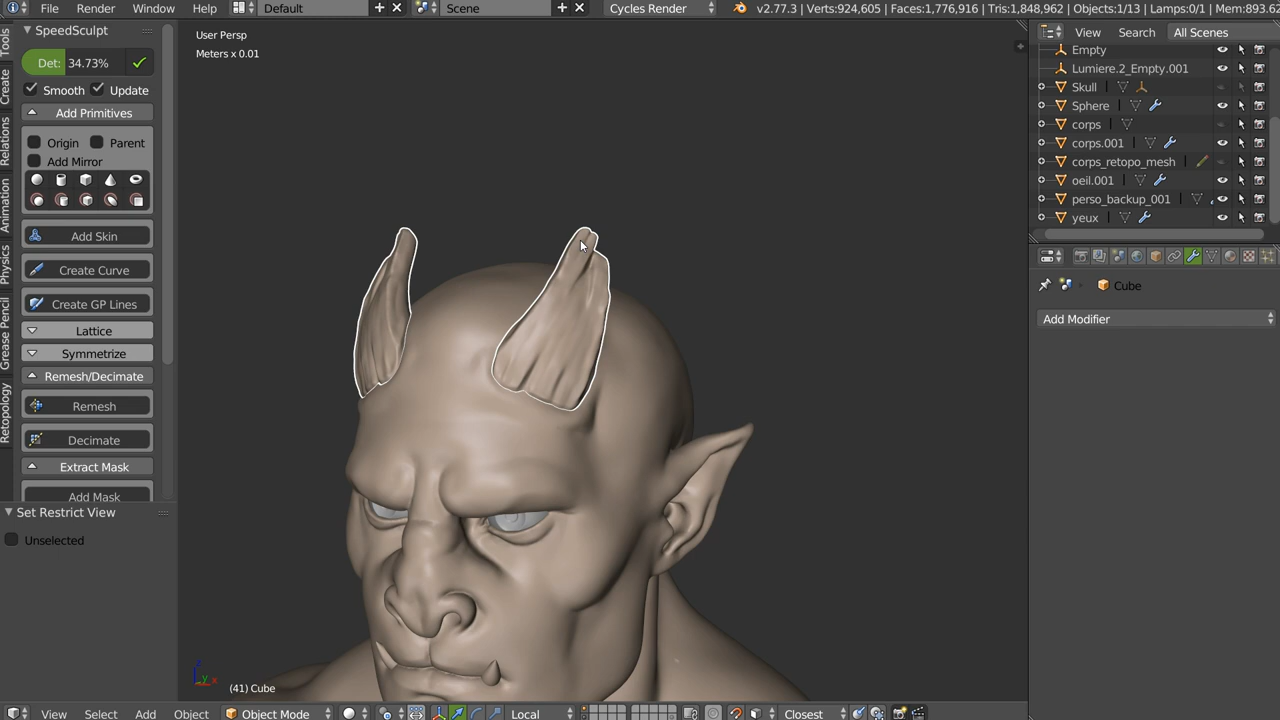 File Render Window Help Default Scene Cycles Render v2.77.3 | Verts:924,605 | Faces:1,776,916 | Tris:1,848,962 | Objects:1/13 | Lamps:0/1 | Mem:893.62
Tools
Create
Relations
Animation
Physics
Grease Pencil
Retopology
SpeedSculpt
Det: 34.73%
Smooth Update
Add Primitives
Origin Parent
Add Mirror
Add Skin
Create Curve
Create GP Lines
Lattice
Symmetrize
Remesh/Decimate
Remesh
Decimate
Extract Mask
Add Mask
Set Restrict View
Unselected
User Persp
Meters x 0.01
(41) Cube
View Select Add Object Object Mode Local Closest
View Search All Scenes
Empty
Lumiere.2_Empty.001
Skull
Sphere
corps
corps.001
corps_retopo_mesh
oeil.001
perso_backup_001
yeux
Cube
Add Modifier